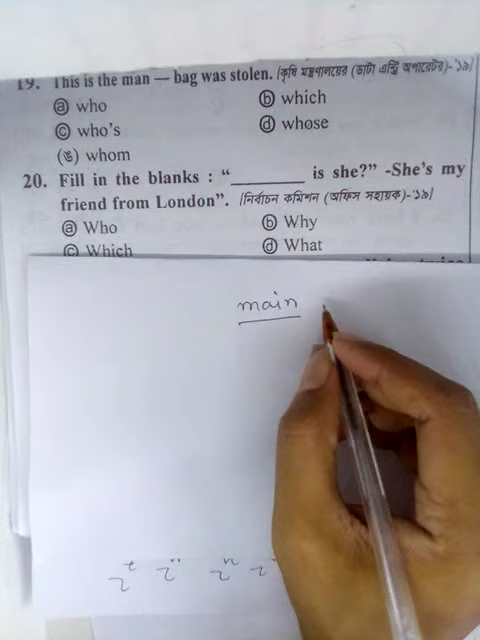 19. This is the man — bag was stolen. [কৃষি মন্ত্রণালয়ের (ডাটা এন্ট্রি অপারেটর)-'১৯]
ⓐ who ⓑ which
ⓒ who's ⓓ whose
(ঙ) whom
20. Fill in the blanks : “________ is she?” -She's my
friend from London”. [নির্বাচন কমিশন (অফিস সহায়ক)-'১৯]
ⓐ Who ⓑ Why
ⓒ Which ⓓ What
main